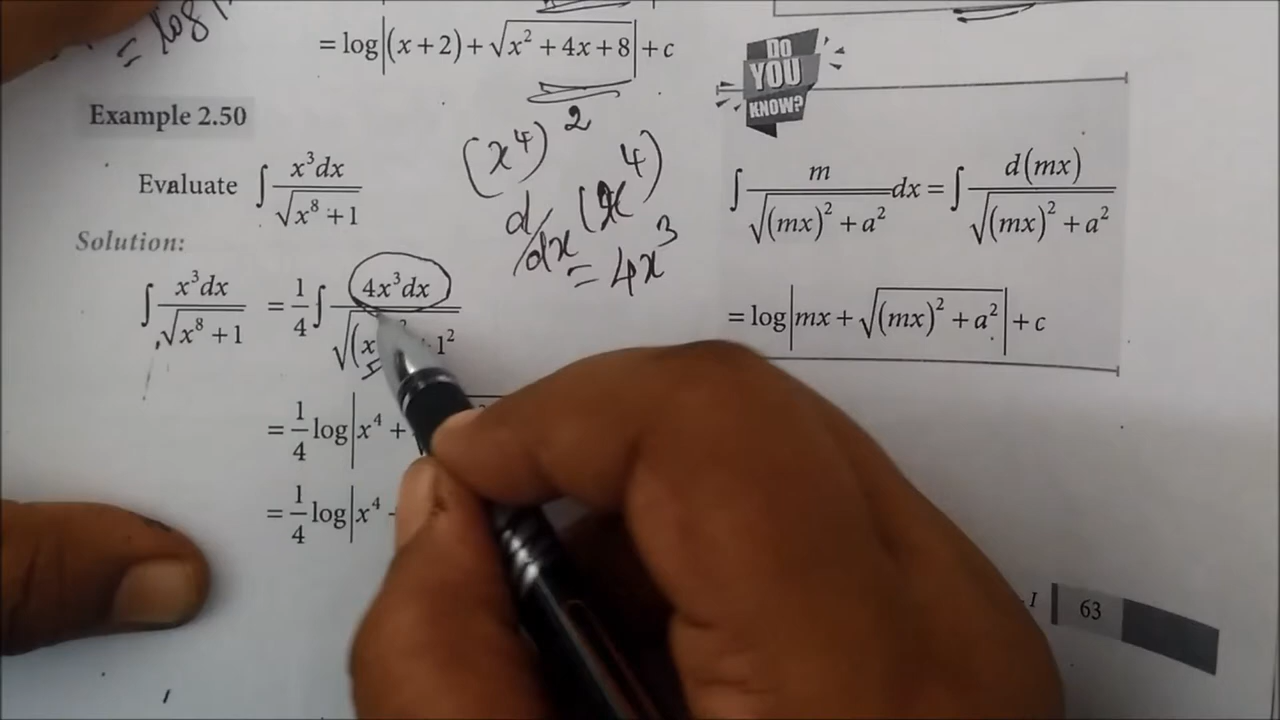 = log
= log|(x+2)+√(x² + 4x + 8)| + c
Example 2.50
Evaluate ∫ x³dx / √(x⁸ + 1)
Solution:
∫ x³dx / √(x⁸ + 1) = 1/4 ∫ 4x³dx / √((x 1²
= 1/4 log|x⁴ +
= 1/4 log|x⁴
(x⁴)²
d/dx (x⁴)
= 4x³
DO
YOU
KNOW?
∫ m / √((mx)² + a²) dx = ∫ d(mx) / √((mx)² + a²)
= log|mx + √((mx)² + a²)| + c
I 63